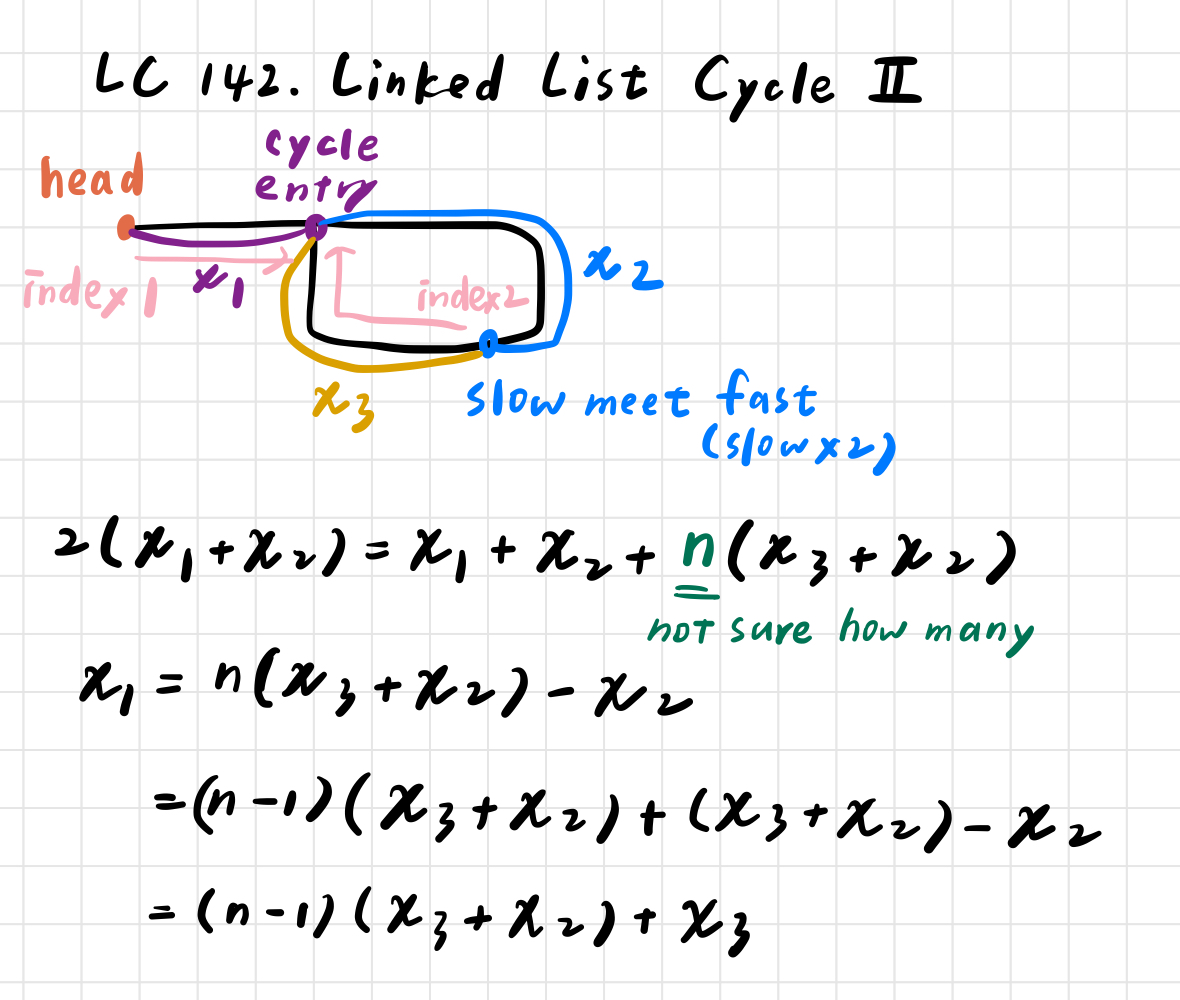 LC 142. Linked List Cycle II
cycle
entry
head
index1
x₁
index2
x₂
x₃
slow meet fast
(slow x2)
2(x₁+x₂) = x₁ + x₂ + n(x₃ + x₂)
not sure how many
x₁ = n(x₃+x₂) - x₂
=(n-1)(x₃+x₂)+(x₃+x₂)-x₂
= (n-1)(x₃+x₂)+x₃